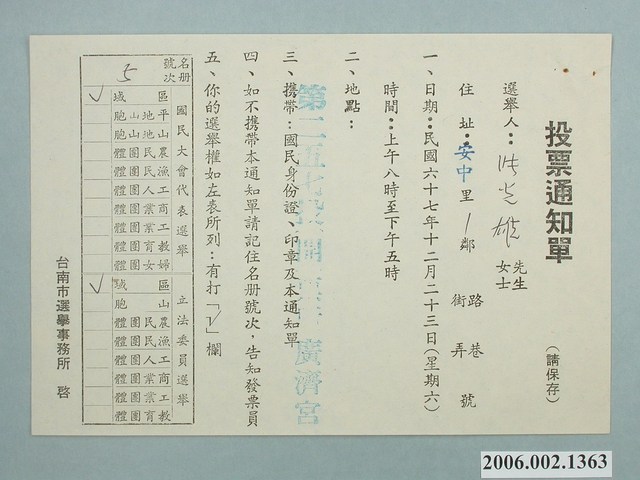 投票通知單
（請保存）
選舉人：洪光雄 先生 女士
住址：安中里1鄰 路街 巷弄 號
一、日期：民國六十七年十二月二十三日（星期六）
時間：上午八時至下午五時
二、地點：
廣濟宮
三、攜帶：國民身份證、印章及本通知單
四、如不攜帶本通知單請記住名册號次，告知發票員
五、你的選舉權如左表所列：有打「V」欄
名册號次 5
國民大會代表選舉
區域 V
平地山胞
山地山胞
農民團體
漁民團體
工人團體
商業團體
工業團體
教育團體
婦女團體
立法委員選舉
區域 V
山胞
農民團體
漁民團體
工人團體
商業團體
工業團體
教育團體
台南市選舉事務所 啓
2006.002.1363